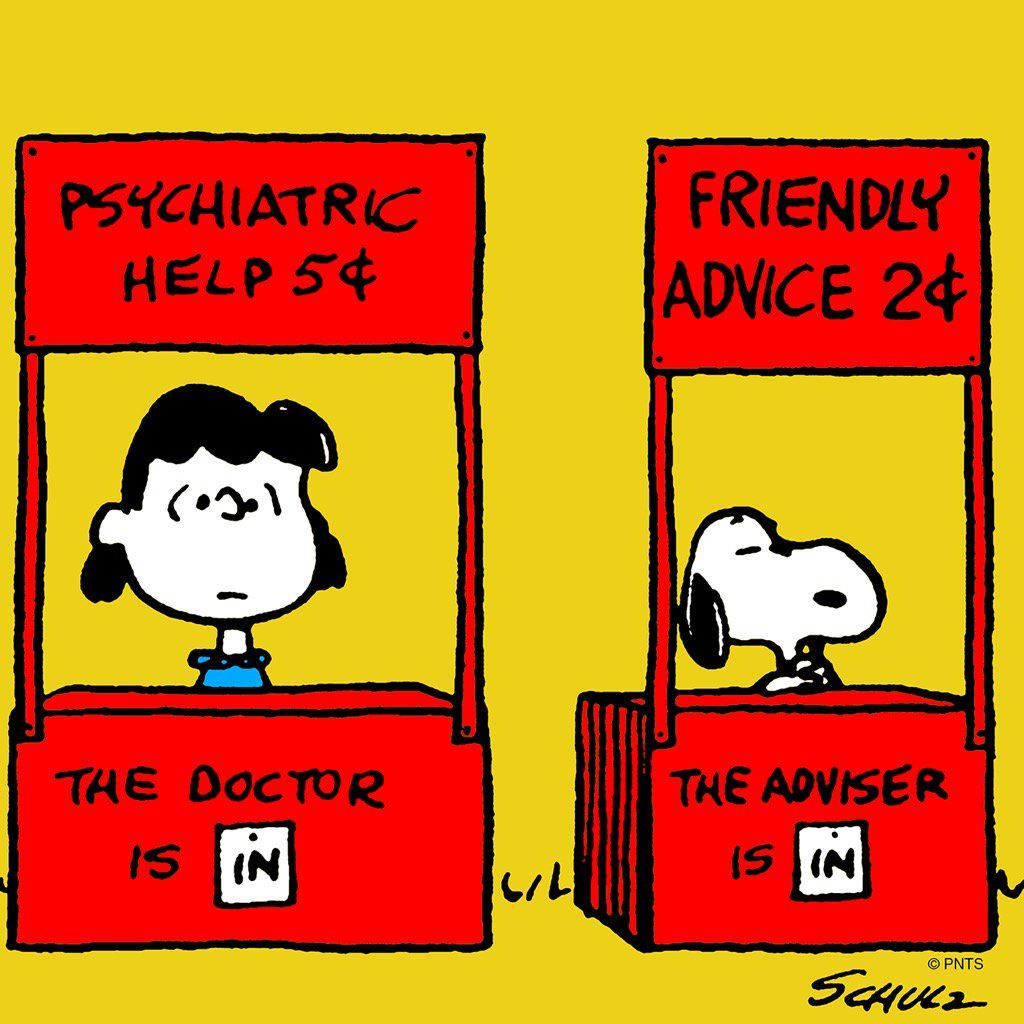 PSYCHIATRIC
HELP 5¢
THE DOCTOR
IS IN
FRIENDLY
ADVICE 2¢
THE ADVISER
IS IN
© PNTS
SCHULZ